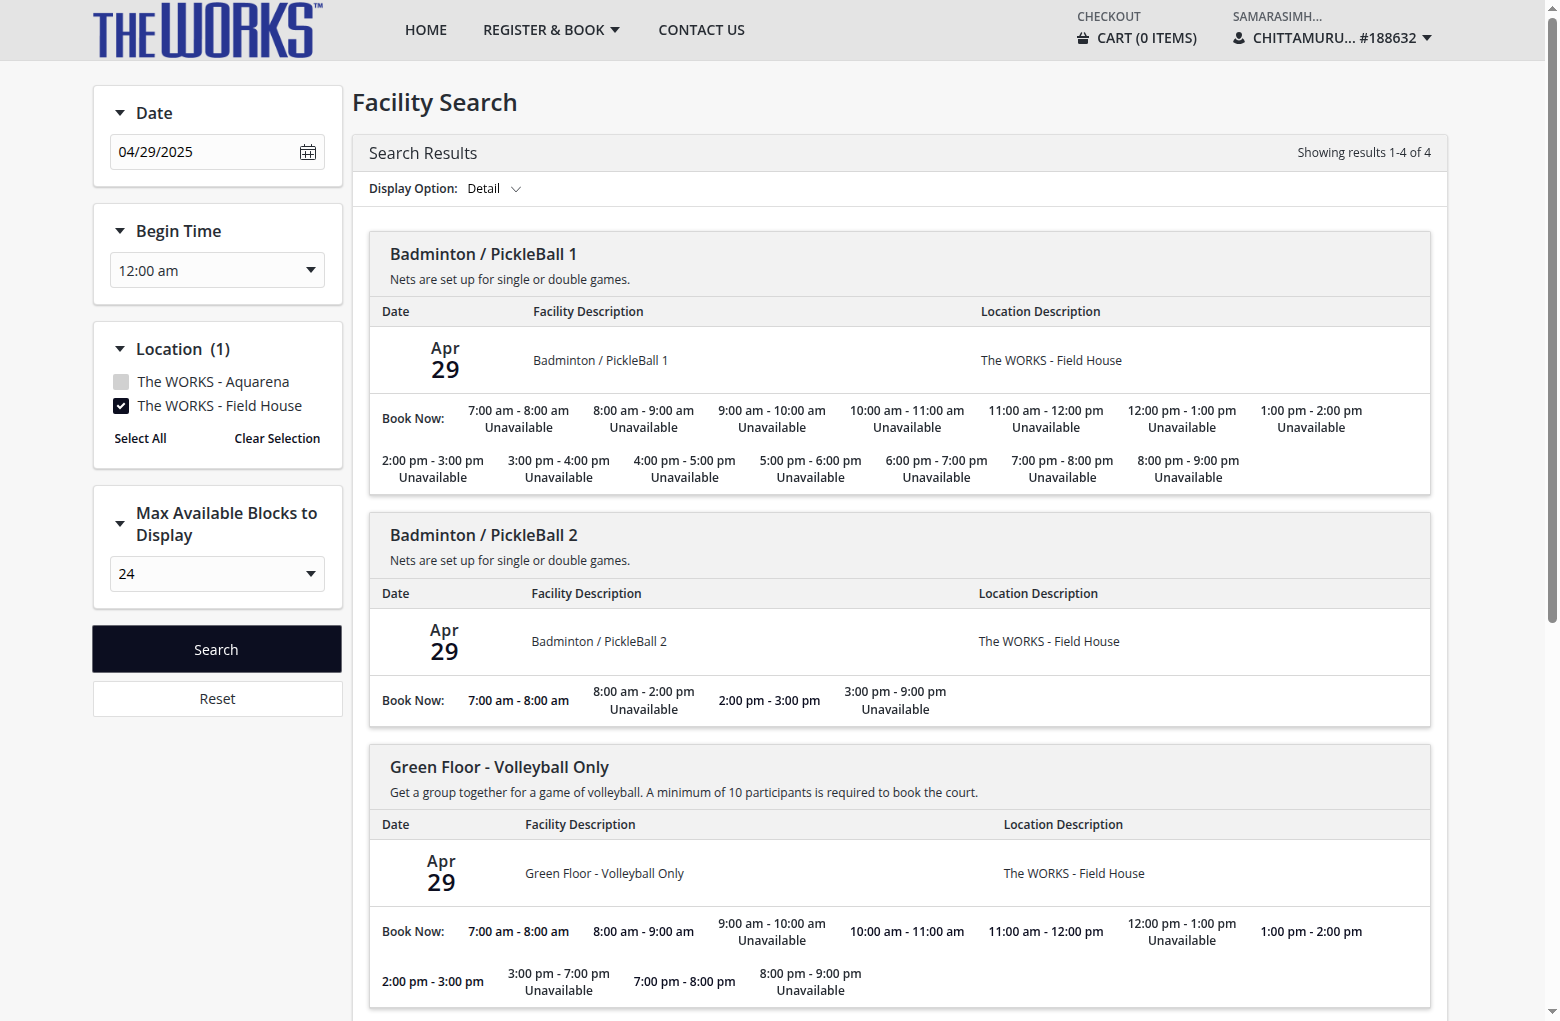 THE WORKS™
HOME
REGISTER & BOOK
CONTACT US
CHECKOUT
CART (0 ITEMS)
SAMARASIMH...
CHITTAMURU... #188632
Date
04/29/2025
Begin Time
12:00 am
Location (1)
The WORKS - Aquarena
The WORKS - Field House
Select All
Clear Selection
Max Available Blocks to
Display
24
Search
Reset
Facility Search
Search Results
Showing results 1-4 of 4
Display Option: Detail
Badminton / PickleBall 1
Nets are set up for single or double games.
Date Facility Description Location Description
Apr
29
Badminton / PickleBall 1
The WORKS - Field House
Book Now:
7:00 am - 8:00 am
Unavailable
8:00 am - 9:00 am
Unavailable
9:00 am - 10:00 am
Unavailable
10:00 am - 11:00 am
Unavailable
11:00 am - 12:00 pm
Unavailable
12:00 pm - 1:00 pm
Unavailable
1:00 pm - 2:00 pm
Unavailable
2:00 pm - 3:00 pm
Unavailable
3:00 pm - 4:00 pm
Unavailable
4:00 pm - 5:00 pm
Unavailable
5:00 pm - 6:00 pm
Unavailable
6:00 pm - 7:00 pm
Unavailable
7:00 pm - 8:00 pm
Unavailable
8:00 pm - 9:00 pm
Unavailable
Badminton / PickleBall 2
Nets are set up for single or double games.
Date Facility Description Location Description
Apr
29
Badminton / PickleBall 2
The WORKS - Field House
Book Now:
7:00 am - 8:00 am
8:00 am - 2:00 pm
Unavailable
2:00 pm - 3:00 pm
3:00 pm - 9:00 pm
Unavailable
Green Floor - Volleyball Only
Get a group together for a game of volleyball. A minimum of 10 participants is required to book the court.
Date Facility Description Location Description
Apr
29
Green Floor - Volleyball Only
The WORKS - Field House
Book Now:
7:00 am - 8:00 am
8:00 am - 9:00 am
9:00 am - 10:00 am
Unavailable
10:00 am - 11:00 am
11:00 am - 12:00 pm
12:00 pm - 1:00 pm
Unavailable
1:00 pm - 2:00 pm
2:00 pm - 3:00 pm
3:00 pm - 7:00 pm
Unavailable
7:00 pm - 8:00 pm
8:00 pm - 9:00 pm
Unavailable